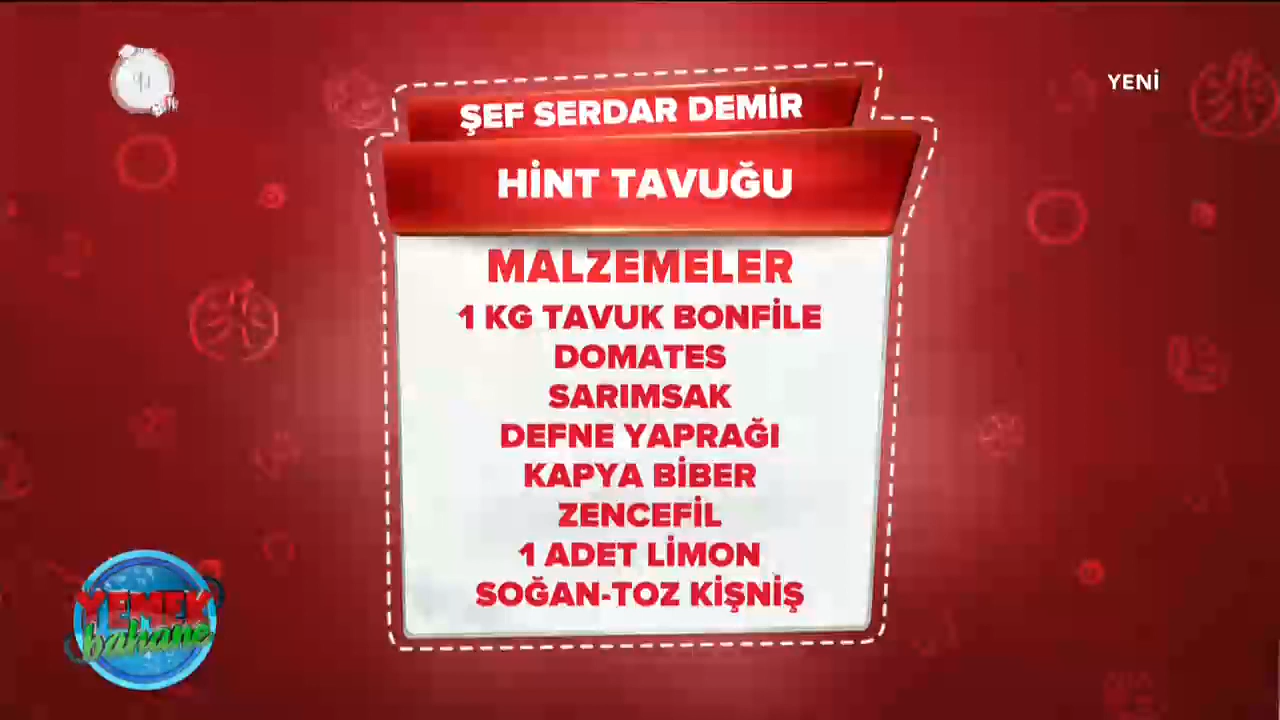 YENİ
ŞEF SERDAR DEMİR
HİNT TAVUĞU
MALZEMELER
1 KG TAVUK BONFİLE
DOMATES
SARIMSAK
DEFNE YAPRAĞI
KAPYA BİBER
ZENCEFİL
1 ADET LİMON
SOĞAN-TOZ KİŞNİŞ
YEMEK
bahane